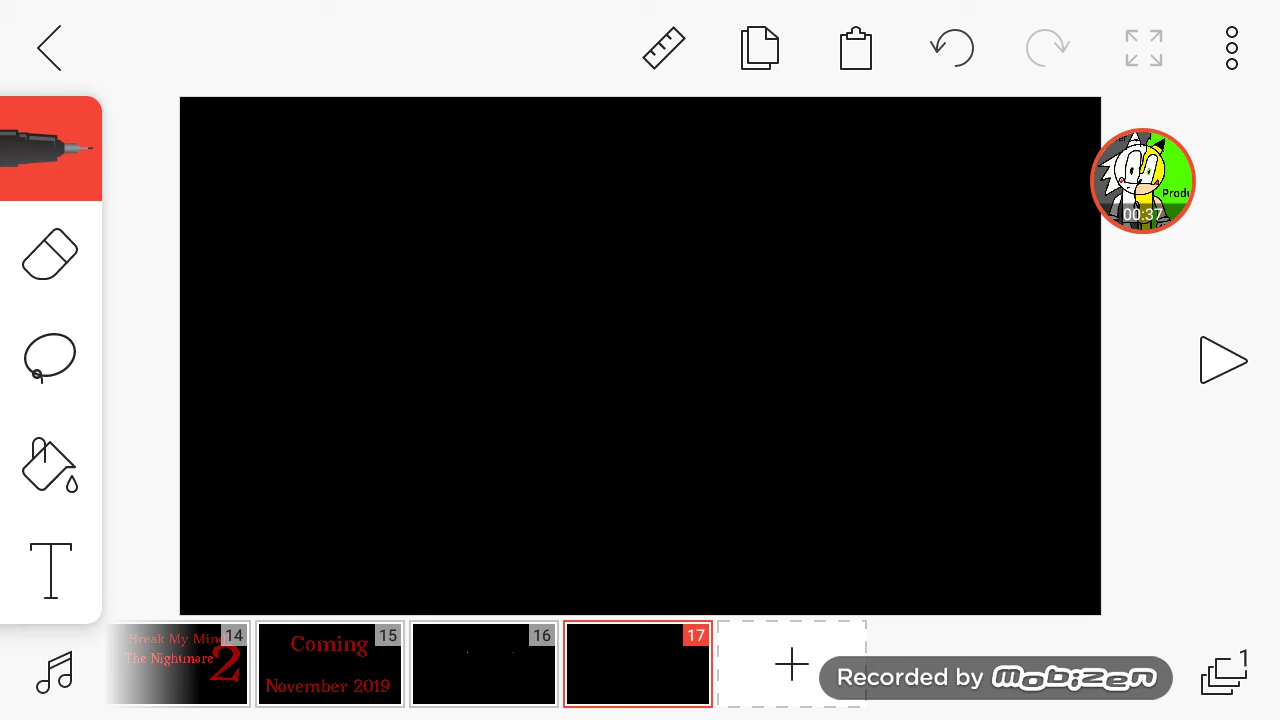 Produ
00:37
14
Break My Mind
The Nightmare
2
15
Coming
November 2019
16
17
1
Recorded by mobizen